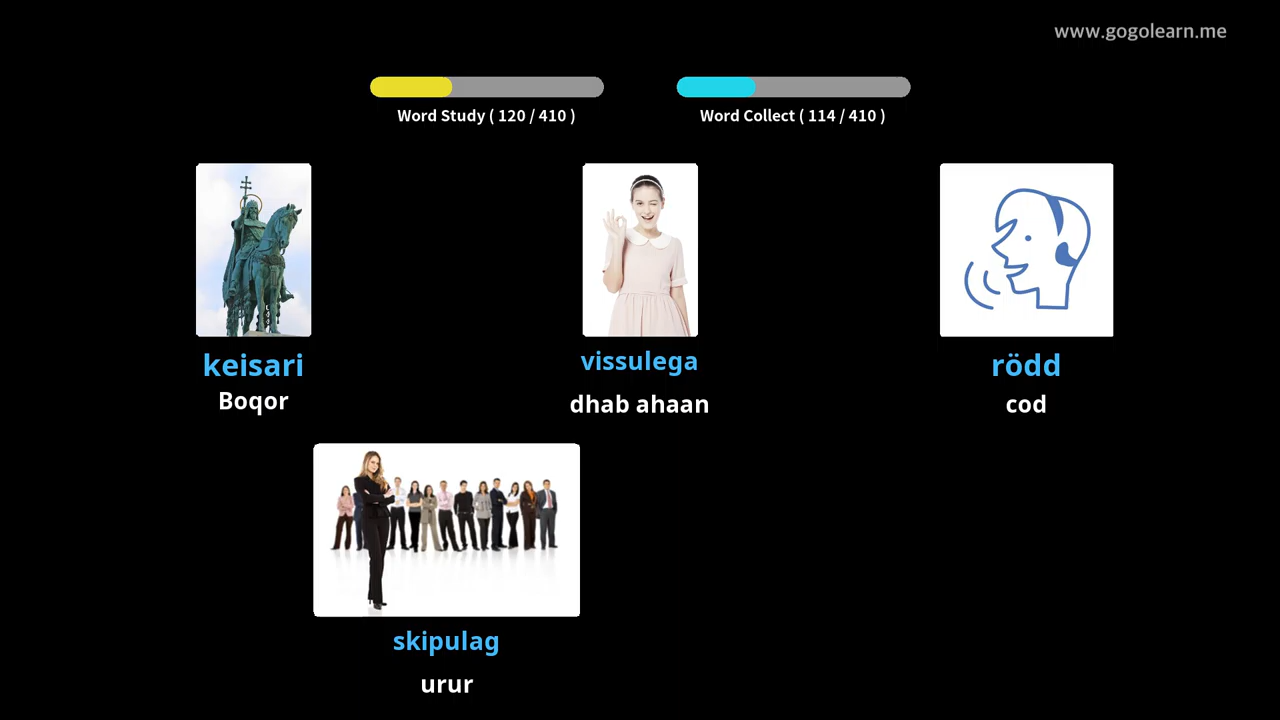 www.gogolearn.me
Word Study ( 120 / 410 )
Word Collect ( 114 / 410 )
keisari
Boqor
vissulega
dhab ahaan
rödd
cod
skipulag
urur